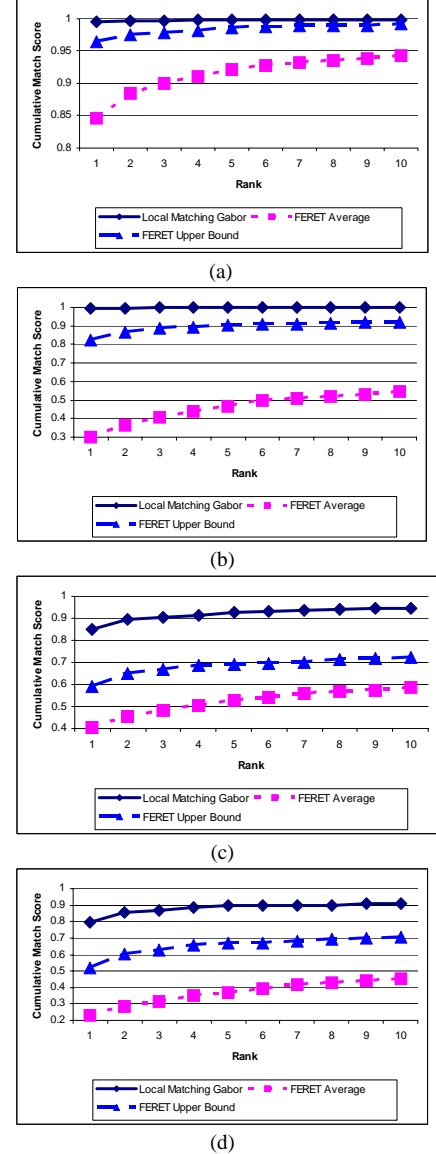 1
0.95
0.9
0.85
0.8
Cumulative Match Score
1 2 3 4 5 6 7 8 9 10
Rank
Local Matching Gabor FERET Average
FERET Upper Bound
(a)
1
0.9
0.8
0.7
0.6
0.5
0.4
0.3
Cumulative Match Score
1 2 3 4 5 6 7 8 9 10
Rank
Local Matching Gabor FERET Average
FERET Upper Bound
(b)
1
0.9
0.8
0.7
0.6
0.5
0.4
Cumulative Match Score
1 2 3 4 5 6 7 8 9 10
Rank
Local Matching Gabor FERET Average
FERET Upper Bound
(c)
1
0.9
0.8
0.7
0.6
0.5
0.4
0.3
0.2
Cumulative Match Score
1 2 3 4 5 6 7 8 9 10
Rank
Local Matching Gabor FERET Average
FERET Upper Bound
(d)